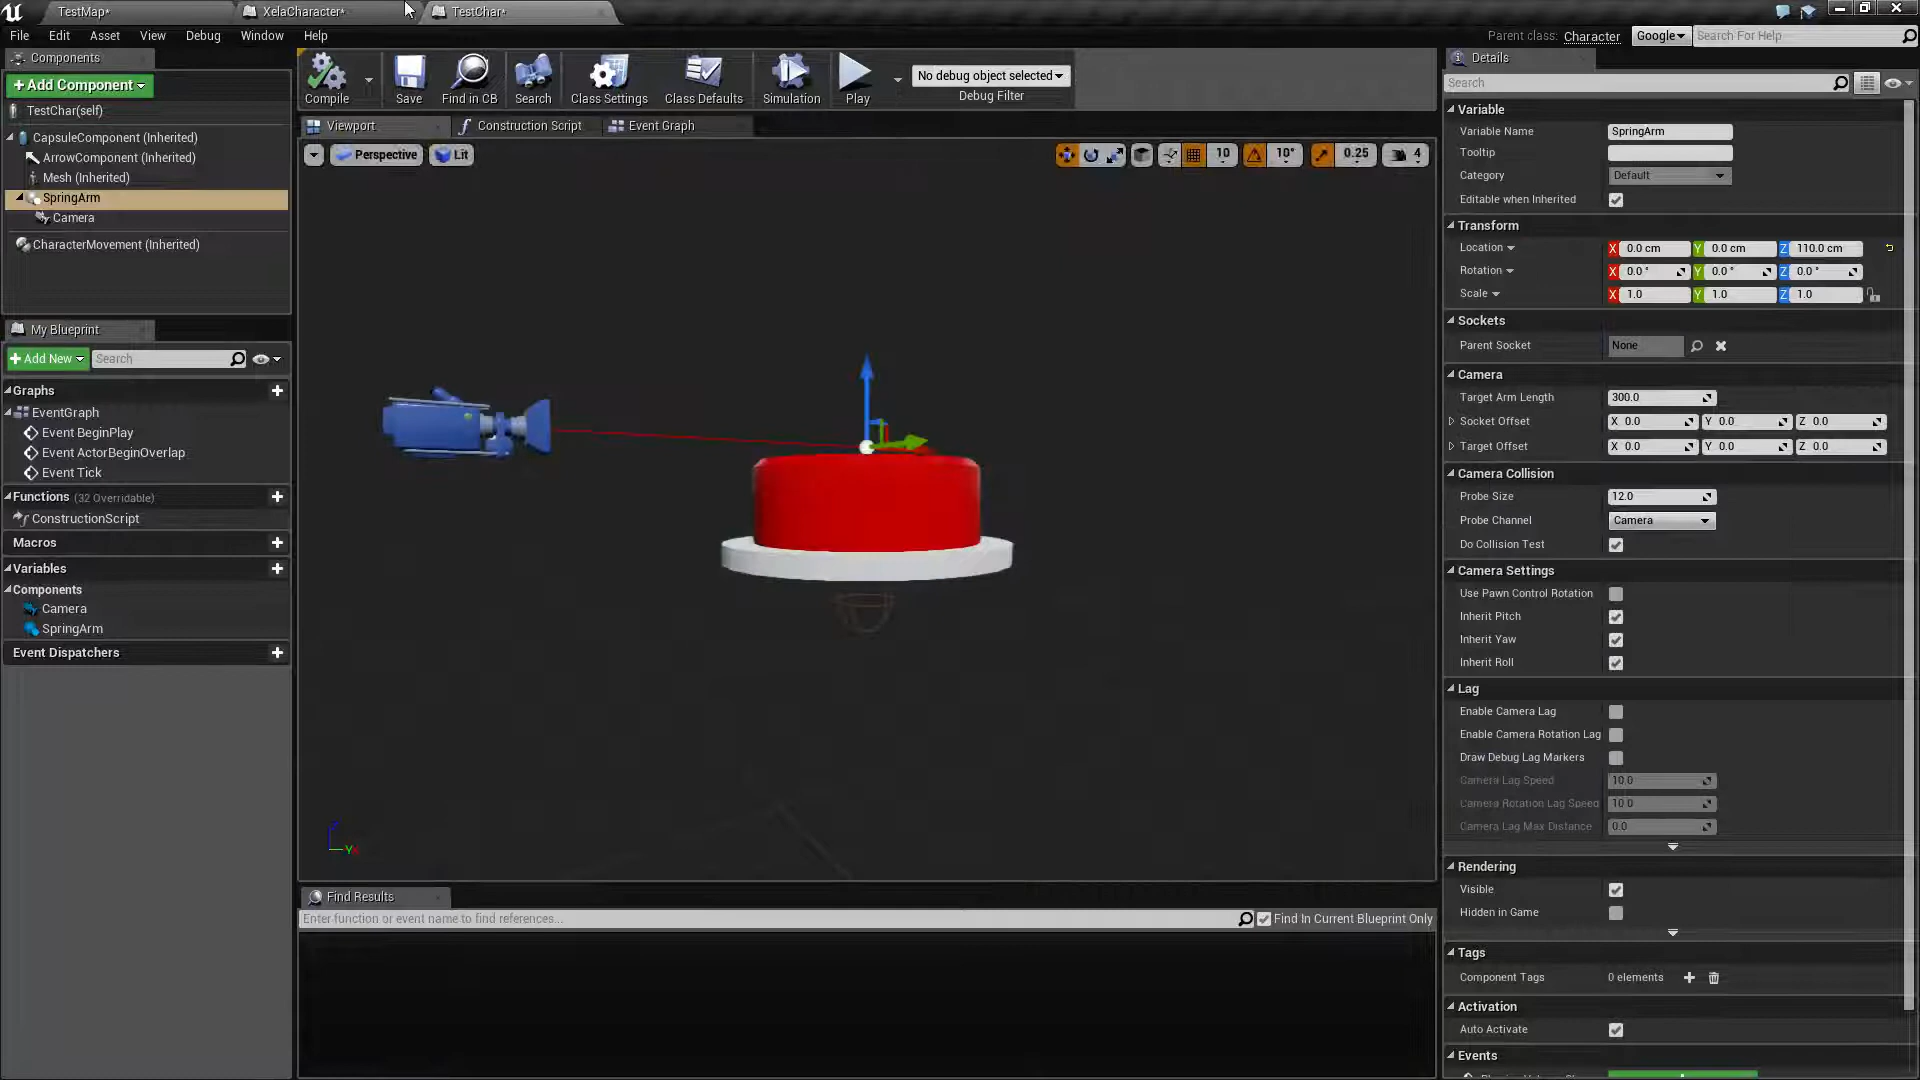 TestMap*
XelaCharacter*
TestChar*
File Edit Asset View Debug Window Help
Parent class: Character
Google
Search For Help
Components
+Add Component
TestChar(self)
CapsuleComponent (Inherited)
ArrowComponent (Inherited)
Mesh (Inherited)
SpringArm
Camera
CharacterMovement (Inherited)
My Blueprint
+Add New
Search
Graphs
EventGraph
Event BeginPlay
Event ActorBeginOverlap
Event Tick
Functions (32 Overridable)
ConstructionScript
Macros
Variables
Components
Camera
SpringArm
Event Dispatchers
Compile Save Find in CB Search Class Settings Class Defaults Simulation Play
No debug object selected
Debug Filter
Viewport Construction Script Event Graph
Perspective Lit
10 10° 0.25 4
Z
Y
Find Results
Enter function or event name to find references...
Find In Current Blueprint Only
Details
Search
Variable
Variable Name SpringArm
Tooltip
Category Default
Editable when Inherited
Transform
Location X 0.0 cm Y 0.0 cm Z 110.0 cm
Rotation X 0.0 ° Y 0.0 ° Z 0.0 °
Scale X 1.0 Y 1.0 Z 1.0
Sockets
Parent Socket None
Camera
Target Arm Length 300.0
Socket Offset X 0.0 Y 0.0 Z 0.0
Target Offset X 0.0 Y 0.0 Z 0.0
Camera Collision
Probe Size 12.0
Probe Channel Camera
Do Collision Test
Camera Settings
Use Pawn Control Rotation
Inherit Pitch
Inherit Yaw
Inherit Roll
Lag
Enable Camera Lag
Enable Camera Rotation Lag
Draw Debug Lag Markers
Camera Lag Speed 10.0
Camera Rotation Lag Speed 10.0
Camera Lag Max Distance 0.0
Rendering
Visible
Hidden in Game
Tags
Component Tags 0 elements
Activation
Auto Activate
Events